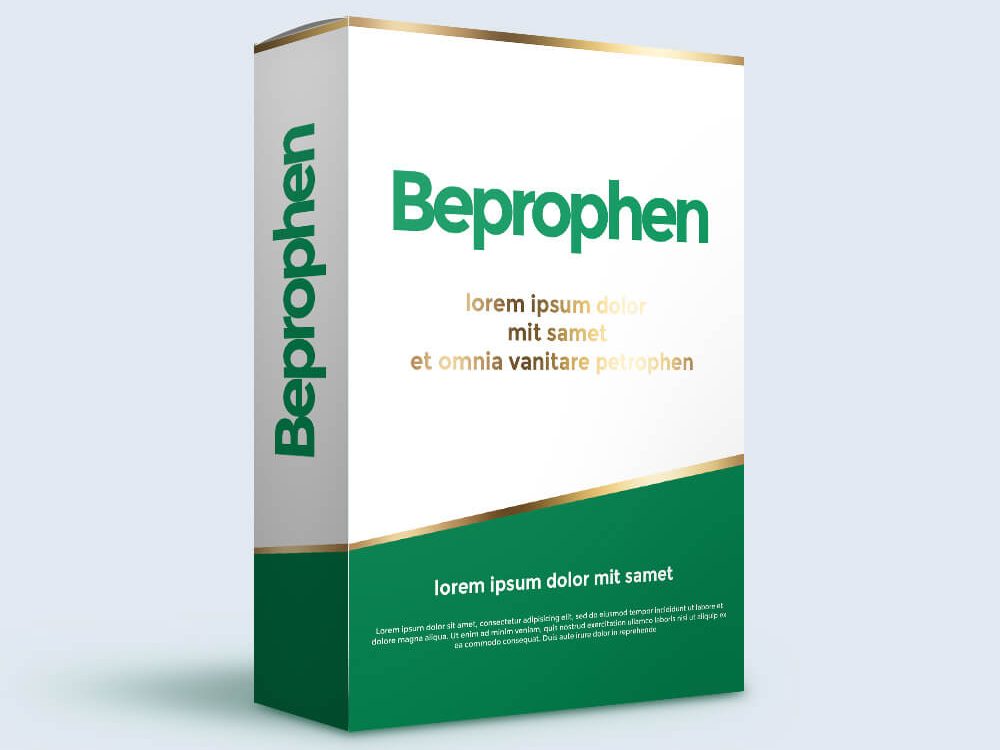 Beprophen
Beprophen
lorem ipsum dolor
mit samet
et omnia vanitare petrophen
lorem ipsum dolor mit samet
Lorem ipsum dolor sit amet, consectetur adipisicing elit, sed do eiusmod tempor incididunt ut labore et
dolore magna aliqua. Ut enim ad minim veniam, quis nostrud exercitation ullamco laboris nisi ut aliquip ex
ea commodo consequat. Duis aute irure dolor in reprehende